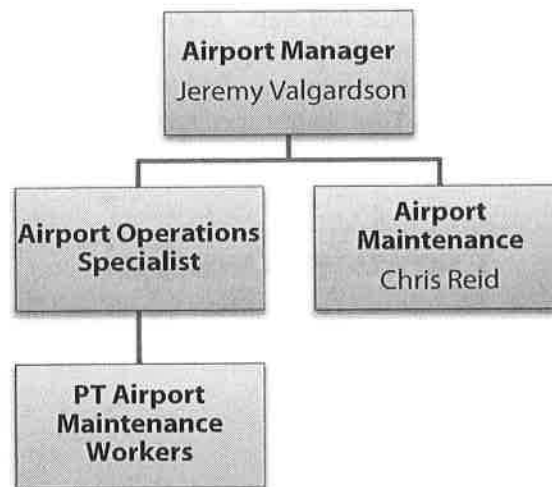 Airport Manager
Jeremy Valgardson
Airport Operations
Specialist
Airport
Maintenance
Chris Reid
PT Airport
Maintenance
Workers